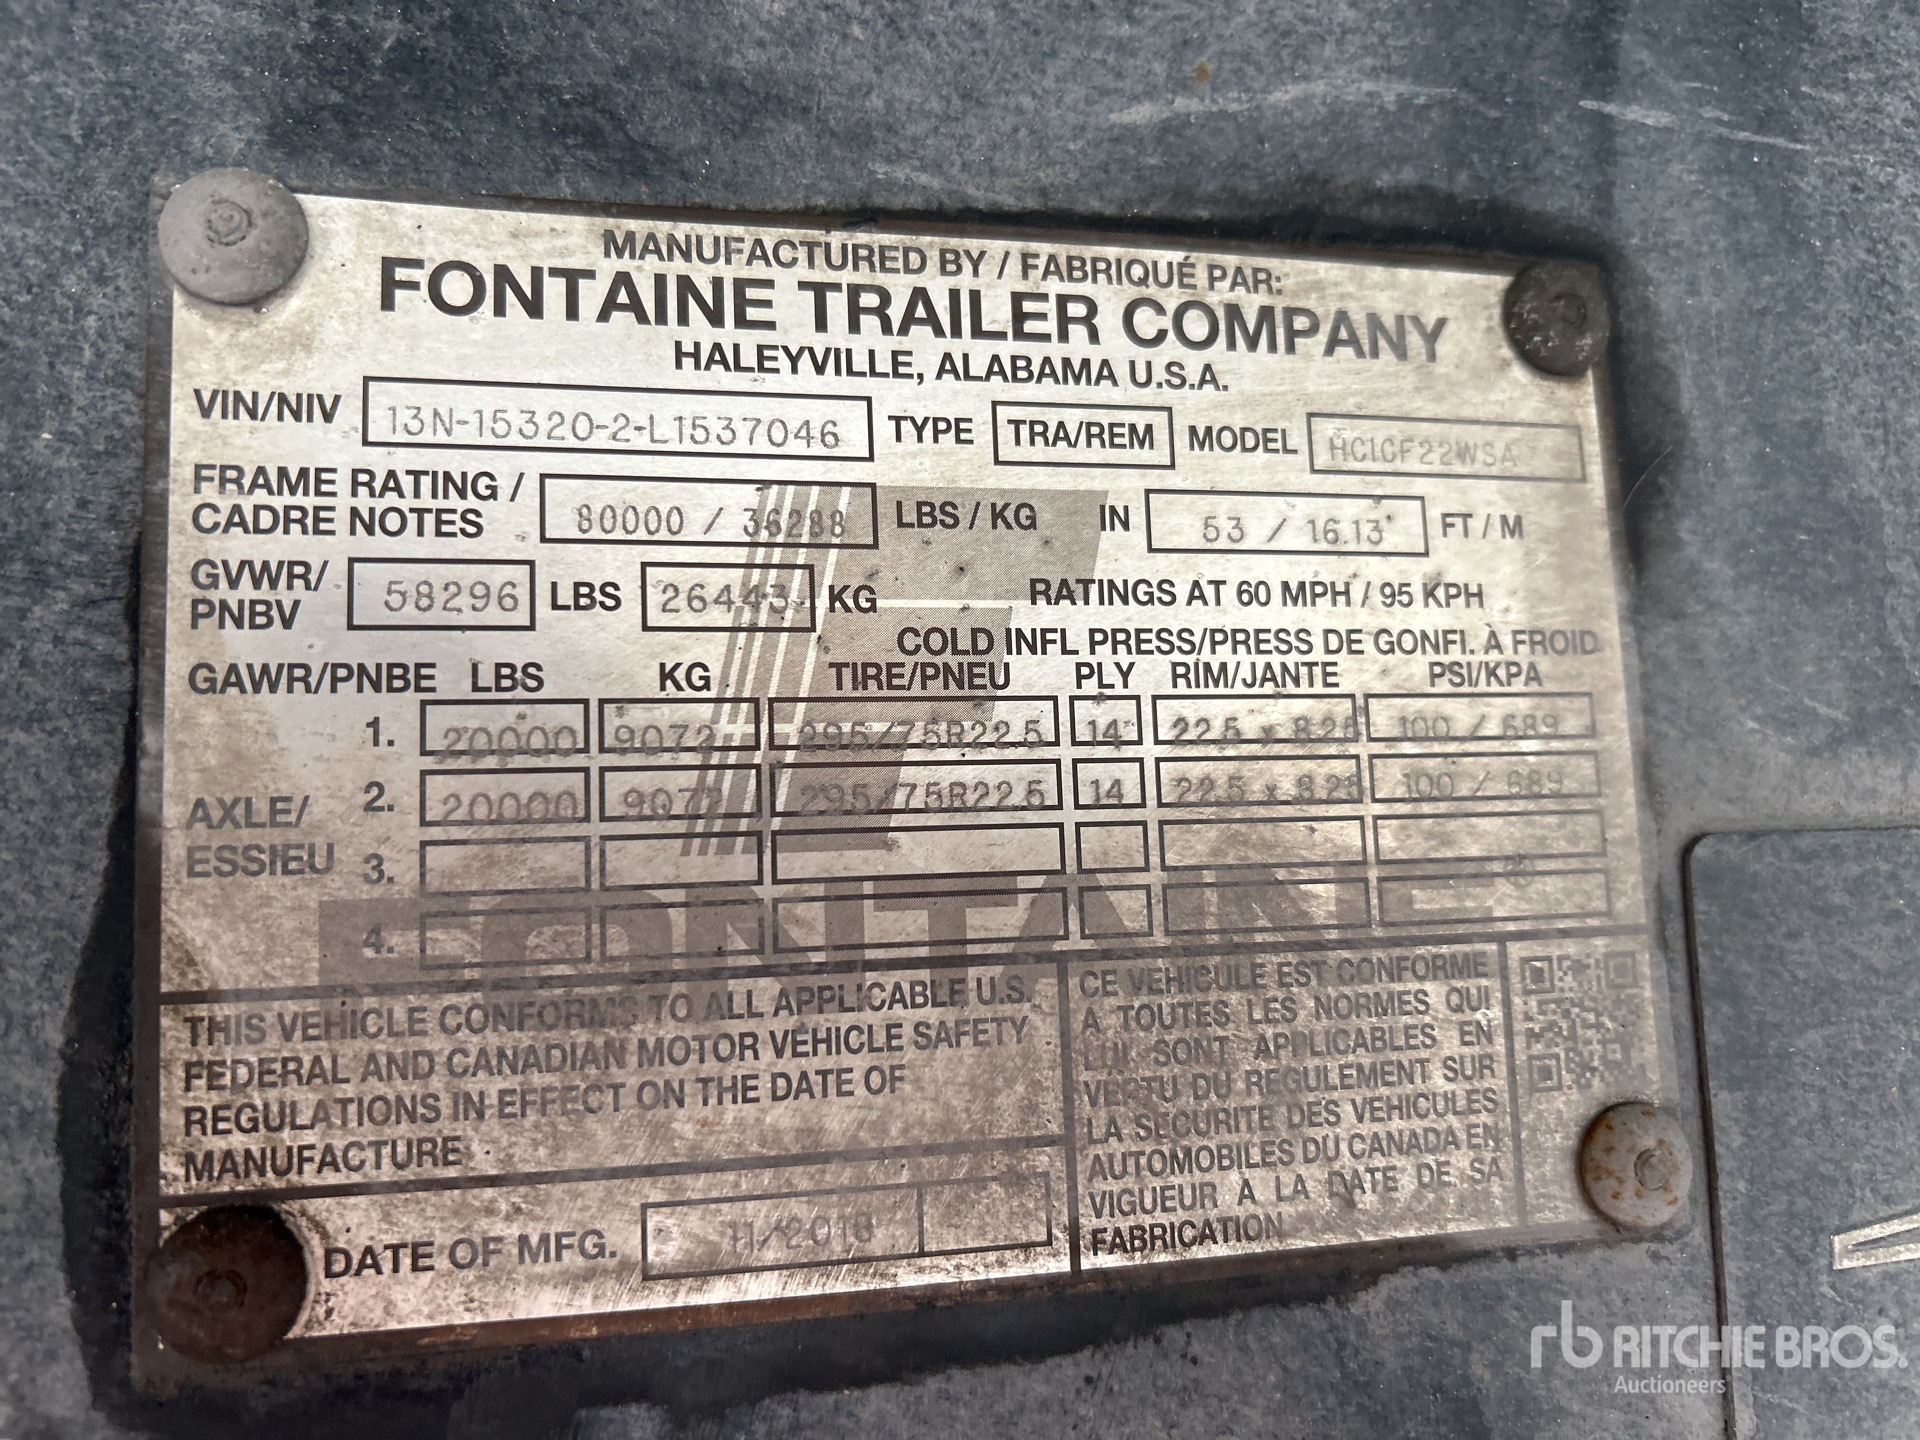 MANUFACTURED BY / FABRIQUÉ PAR:
FONTAINE TRAILER COMPANY
HALEYVILLE, ALABAMA U.S.A.
VIN/NIV 13N-15320-2-L1537046 TYPE TRA/REM MODEL HC1CF22WSA
FRAME RATING / CADRE NOTES 80000 / 36288 LBS / KG IN 53 / 16.13 FT / M
GVWR/ PNBV 58296 LBS 26443 KG RATINGS AT 60 MPH / 95 KPH
COLD INFL PRESS/PRESS DE GONFI. À FROID
GAWR/PNBE LBS KG TIRE/PNEU PLY RIM/JANTE PSI/KPA
AXLE/ ESSIEU
1. 20000 9072 295/75R22.5 14 22.5 x 8.25 100 / 689
2. 20000 9072 295/75R22.5 14 22.5 x 8.25 100 / 689
3.
4.
FONTAINE
THIS VEHICLE CONFORMS TO ALL APPLICABLE U.S.
FEDERAL AND CANADIAN MOTOR VEHICLE SAFETY
REGULATIONS IN EFFECT ON THE DATE OF
MANUFACTURE
DATE OF MFG. 11/2018
CE VEHICULE EST CONFORME
A TOUTES LES NORMES QUI
LUI SONT APPLICABLES EN
VERTU DU REGULEMENT SUR
LA SECURITE DES VEHICULES
AUTOMOBILES DU CANADA EN
VIGUEUR A LA DATE DE SA
FABRICATION
rb RITCHIE BROS.
Auctioneers